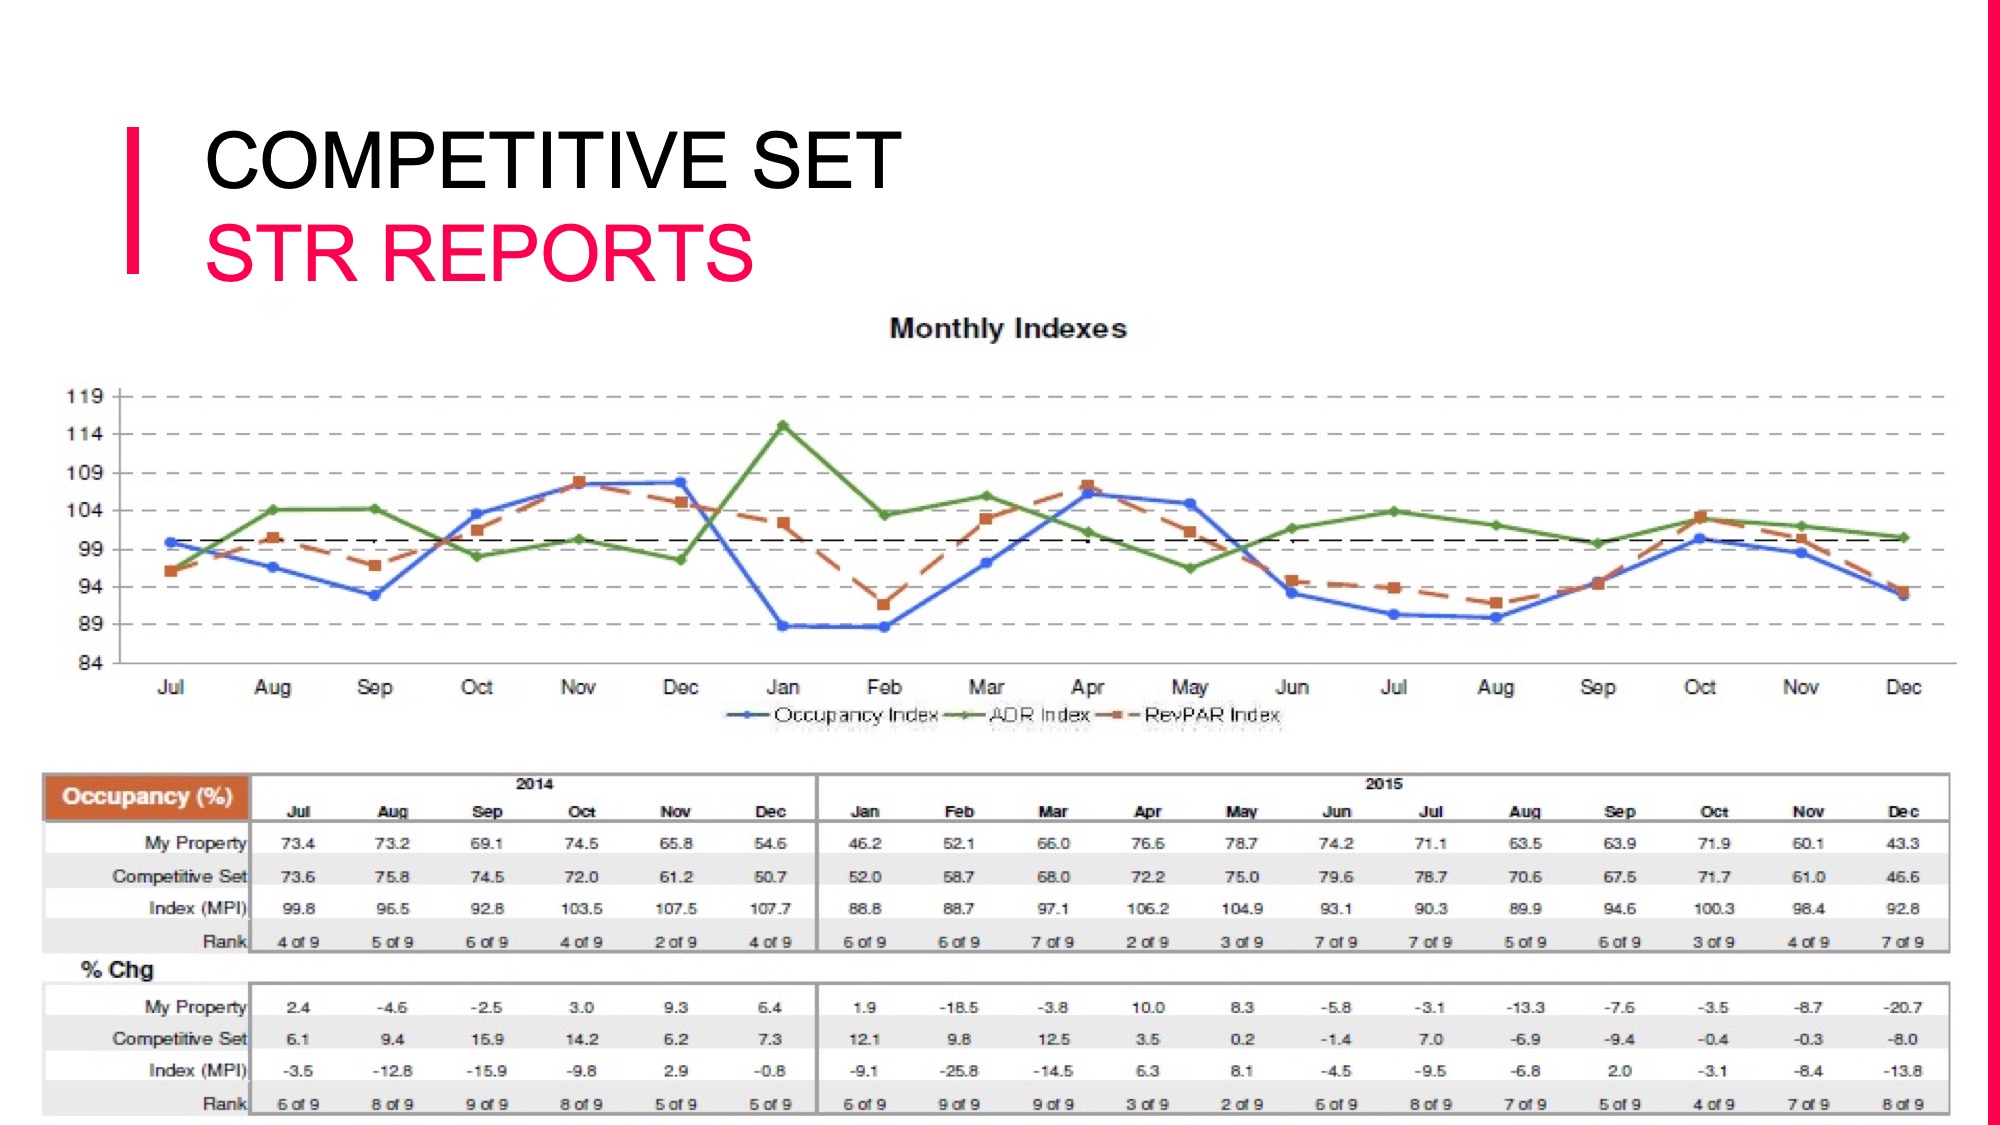 COMPETITIVE SET
STR REPORTS
Monthly Indexes
119
114
109
104
99
94
89
84
Jul Aug Sep Oct Nov Dec Jan Feb Mar Apr May Jun Jul Aug Sep Oct Nov Dec
Occupancy Index ADR Index RevPAR Index
Occupancy (%) 2014 2015
Jul Aug Sep Oct Nov Dec Jan Feb Mar Apr May Jun Jul Aug Sep Oct Nov Dec
My Property 73.4 73.2 69.1 74.5 65.8 54.6 46.2 52.1 66.0 76.6 78.7 74.2 71.1 63.5 63.9 71.9 60.1 43.3
Competitive Set 73.6 75.8 74.5 72.0 61.2 50.7 52.0 58.7 68.0 72.2 75.0 79.6 78.7 70.6 67.5 71.7 61.0 46.6
Index (MPI) 99.8 96.5 92.8 103.5 107.5 107.7 88.8 88.7 97.1 106.2 104.9 93.1 90.3 89.9 94.6 100.3 98.4 92.8
Rank 4 of 9 5 of 9 6 of 9 4 of 9 2 of 9 4 of 9 6 of 9 6 of 9 7 of 9 2 of 9 3 of 9 7 of 9 7 of 9 5 of 9 6 of 9 3 of 9 4 of 9 7 of 9
% Chg
My Property 2.4 -4.6 -2.5 3.0 9.3 6.4 1.9 -18.5 -3.8 10.0 8.3 -5.8 -3.1 -13.3 -7.6 -3.5 -8.7 -20.7
Competitive Set 6.1 9.4 15.9 14.2 6.2 7.3 12.1 9.8 12.5 3.5 0.2 -1.4 7.0 -6.9 -9.4 -0.4 -0.3 -8.0
Index (MPI) -3.5 -12.8 -15.9 -9.8 2.9 -0.8 -9.1 -25.8 -14.5 6.3 8.1 -4.5 -9.5 -6.8 2.0 -3.1 -8.4 -13.8
Rank 6 of 9 8 of 9 9 of 9 8 of 9 5 of 9 5 of 9 6 of 9 9 of 9 9 of 9 3 of 9 2 of 9 6 of 9 8 of 9 7 of 9 5 of 9 4 of 9 7 of 9 8 of 9